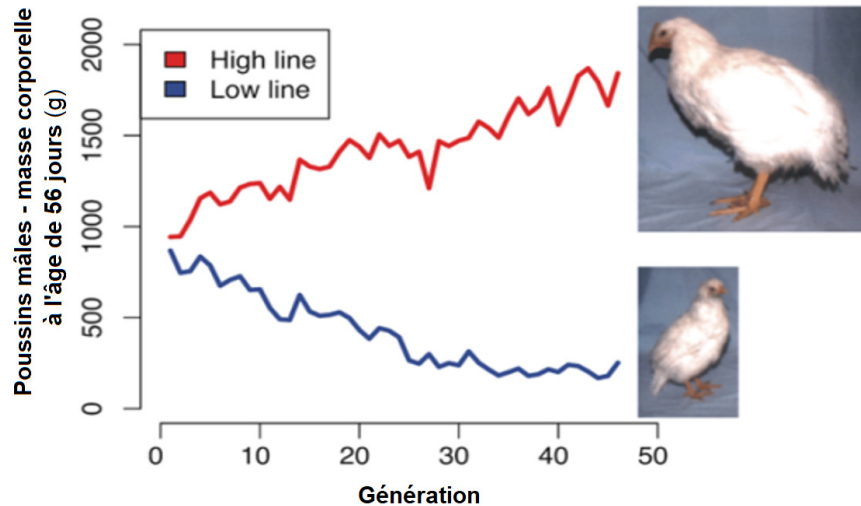 Poussins mâles - masse corporelle
à l'âge de 56 jours (g)
2000
1500
1000
500
0
High line
Low line
0 10 20 30 40 50
Génération